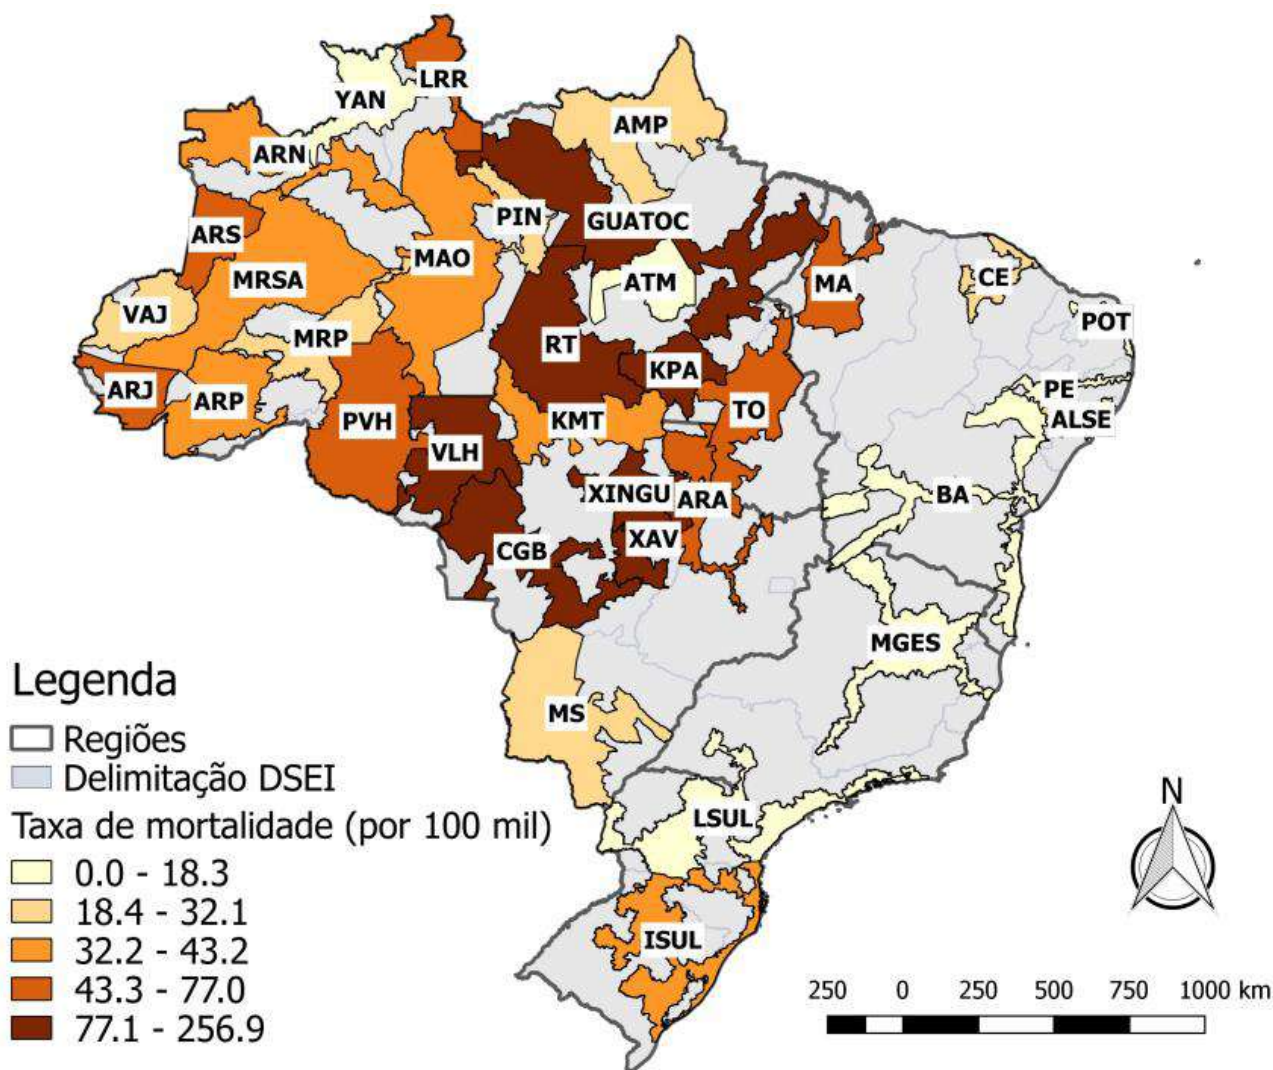 LRR
YAN
AMP
ARN
PIN
GUATOC
ARS
MAO
MRSA
ATM
MA
CE
VAJ
MRP
POT
RT
KPA
ARJ
ARP
PE
PVH
KMT
TO
ALSE
VLH
XINGU
ARA
BA
XAV
CGB
MGES
MS
LSUL
ISUL
Legenda
Regiões
Delimitação DSEI
Taxa de mortalidade (por 100 mil)
0.0 - 18.3
18.4 - 32.1
32.2 - 43.2
43.3 - 77.0
77.1 - 256.9
N
250 0 250 500 750 1000 km